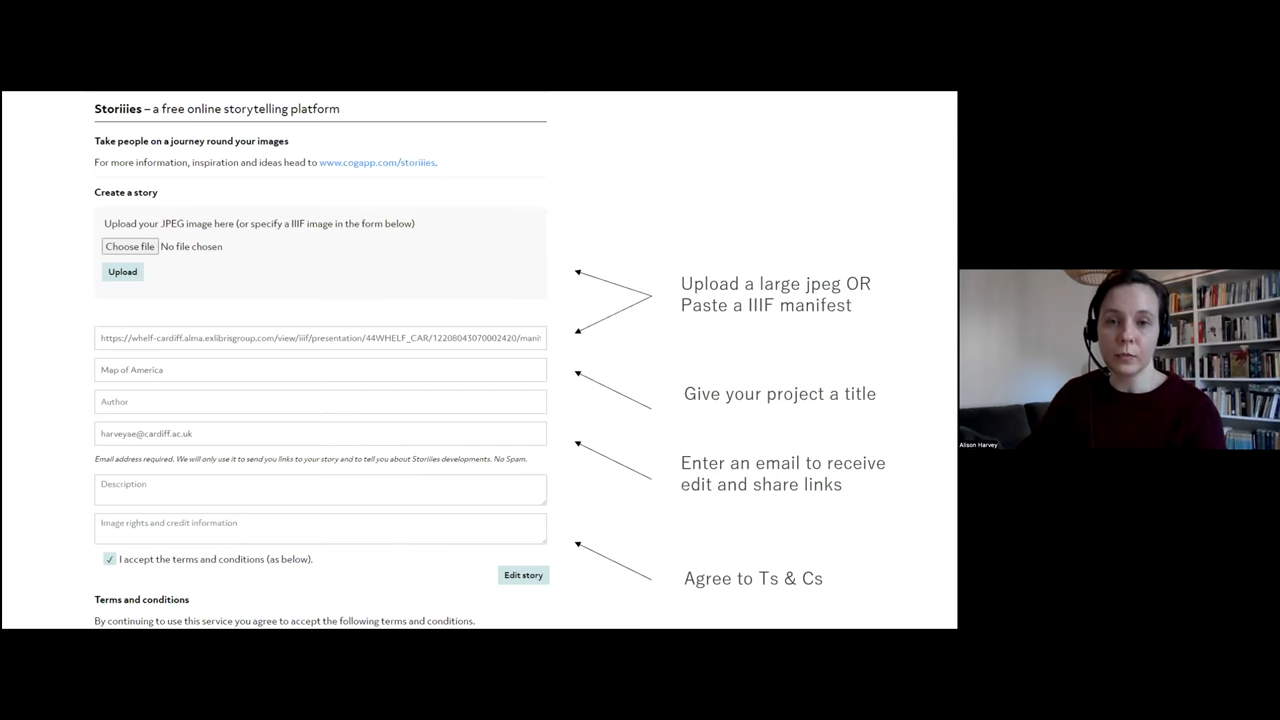 Storiiies – a free online storytelling platform
Take people on a journey round your images
For more information, inspiration and ideas head to www.cogapp.com/storiiies.
Create a story
Upload your JPEG image here (or specify a IIIF image in the form below)
Choose file No file chosen
Upload
https://whelf-cardiff.alma.exlibrisgroup.com/view/iiif/presentation/44WHELF_CAR/12208043070002420/mani
Map of America
Author
harveyae@cardiff.ac.uk
Email address required. We will only use it to send you links to your story and to tell you about Storiiies developments. No Spam.
Description
Image rights and credit information
I accept the terms and conditions (as below).
Edit story
Terms and conditions
By continuing to use this service you agree to accept the following terms and conditions.
Upload a large jpeg OR
Paste a IIIF manifest
Give your project a title
Enter an email to receive
edit and share links
Agree to Ts & Cs
Alison Harvey